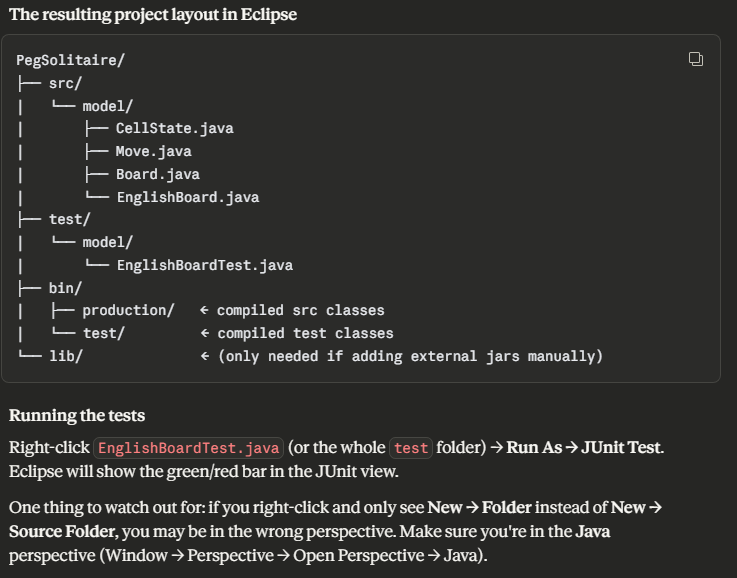 The resulting project layout in Eclipse
PegSolitaire/
├── src/
│   └── model/
│       ├── CellState.java
│       ├── Move.java
│       ├── Board.java
│       └── EnglishBoard.java
├── test/
│   └── model/
│       └── EnglishBoardTest.java
├── bin/
│   ├── production/   ← compiled src classes
│   └── test/         ← compiled test classes
└── lib/              ← (only needed if adding external jars manually)
Running the tests
Right-click EnglishBoardTest.java (or the whole test folder) → Run As → JUnit Test.
Eclipse will show the green/red bar in the JUnit view.
One thing to watch out for: if you right-click and only see New → Folder instead of New →
Source Folder, you may be in the wrong perspective. Make sure you're in the Java
perspective (Window → Perspective → Open Perspective → Java).